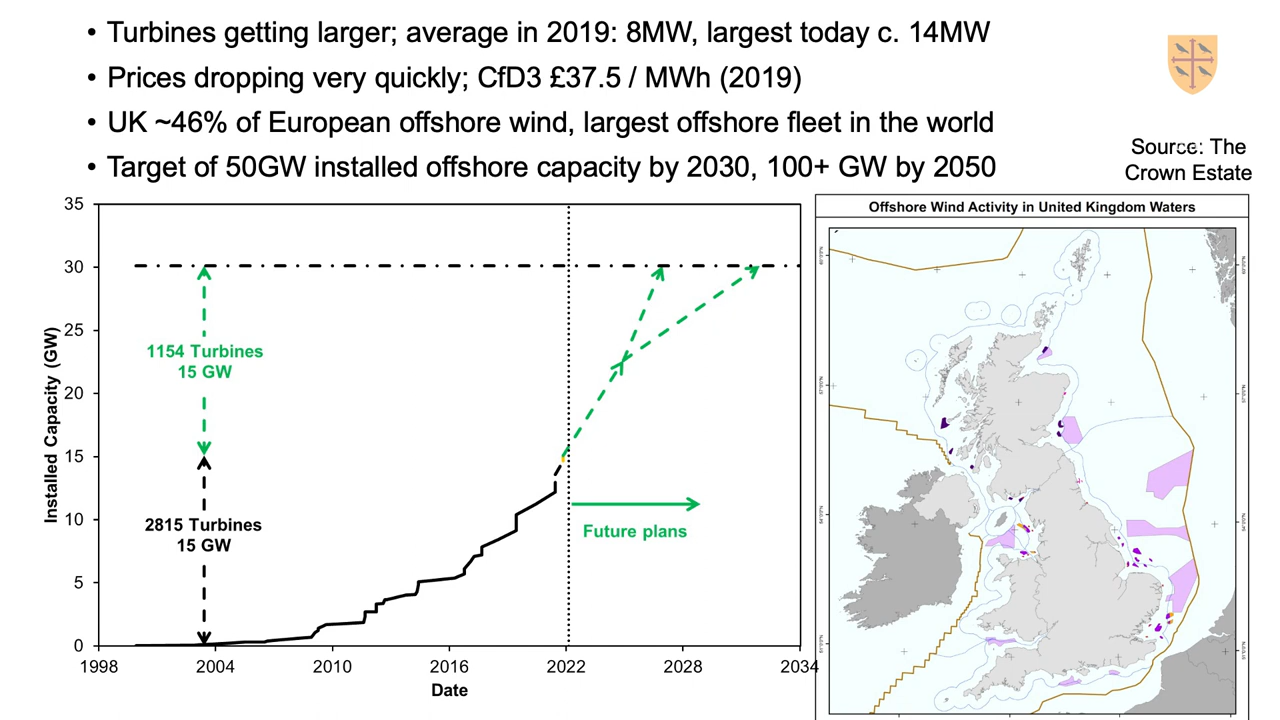 • Turbines getting larger; average in 2019: 8MW, largest today c. 14MW
• Prices dropping very quickly; CfD3 £37.5 / MWh (2019)
• UK ~46% of European offshore wind, largest offshore fleet in the world
• Target of 50GW installed offshore capacity by 2030, 100+ GW by 2050
Source: The
Crown Estate
35
30
25
20
15
10
5
0
Installed Capacity (GW)
1154 Turbines
15 GW
2815 Turbines
15 GW
Future plans
1998
2004
2010
2016
2022
2028
2034
Date
Offshore Wind Activity in United Kingdom Waters